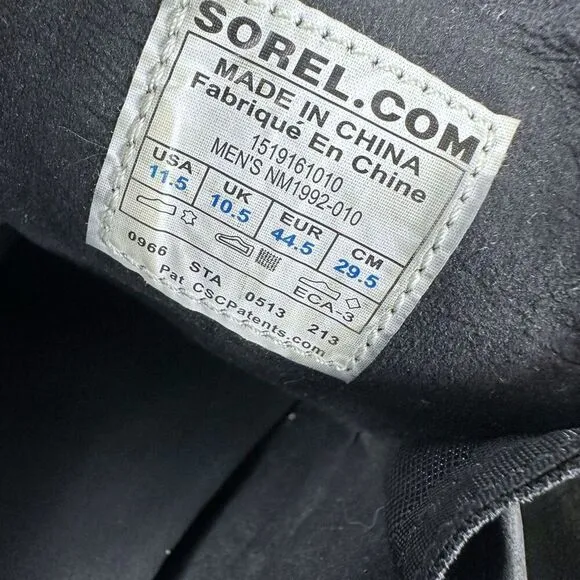 SOREL.COM
MADE IN CHINA
Fabriqué En Chine
1519161010
MEN'S NM1992-010
USA UK EUR CM
11.5 10.5 44.5 29.5
ECA-3
0966 STA 0513 213
Pat CSCPatents.com